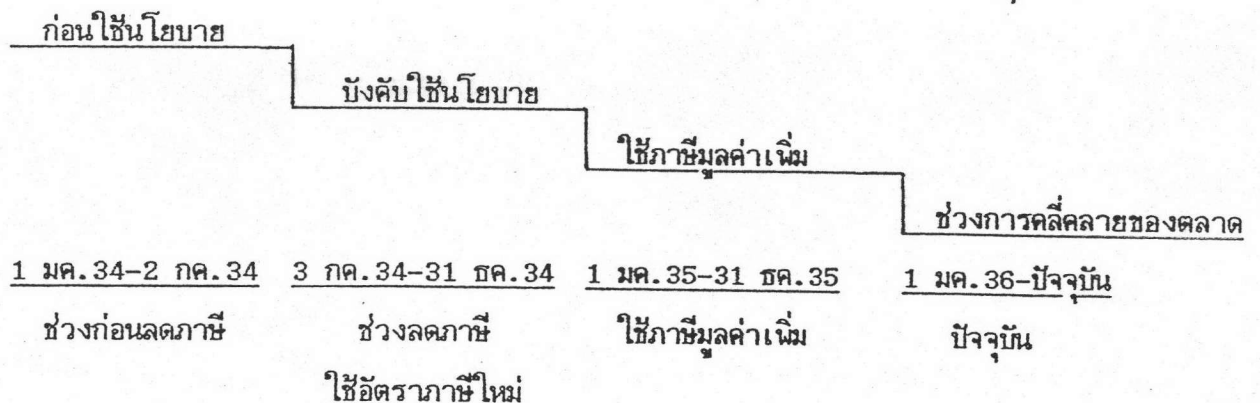 ก่อนใช้นโยบาย
บังคับใช้นโยบาย
ใช้ภาษีมูลค่าเพิ่ม
ช่วงการคลี่คลายของตลาด
1 มค.34-2 กค.34 3 กค.34-31 ธค.34 1 มค.35-31 ธค.35 1 มค.36-ปัจจุบัน
ช่วงก่อนลดภาษี ช่วงลดภาษี ใช้ภาษีมูลค่าเพิ่ม ปัจจุบัน
ใช้อัตราภาษีใหม่